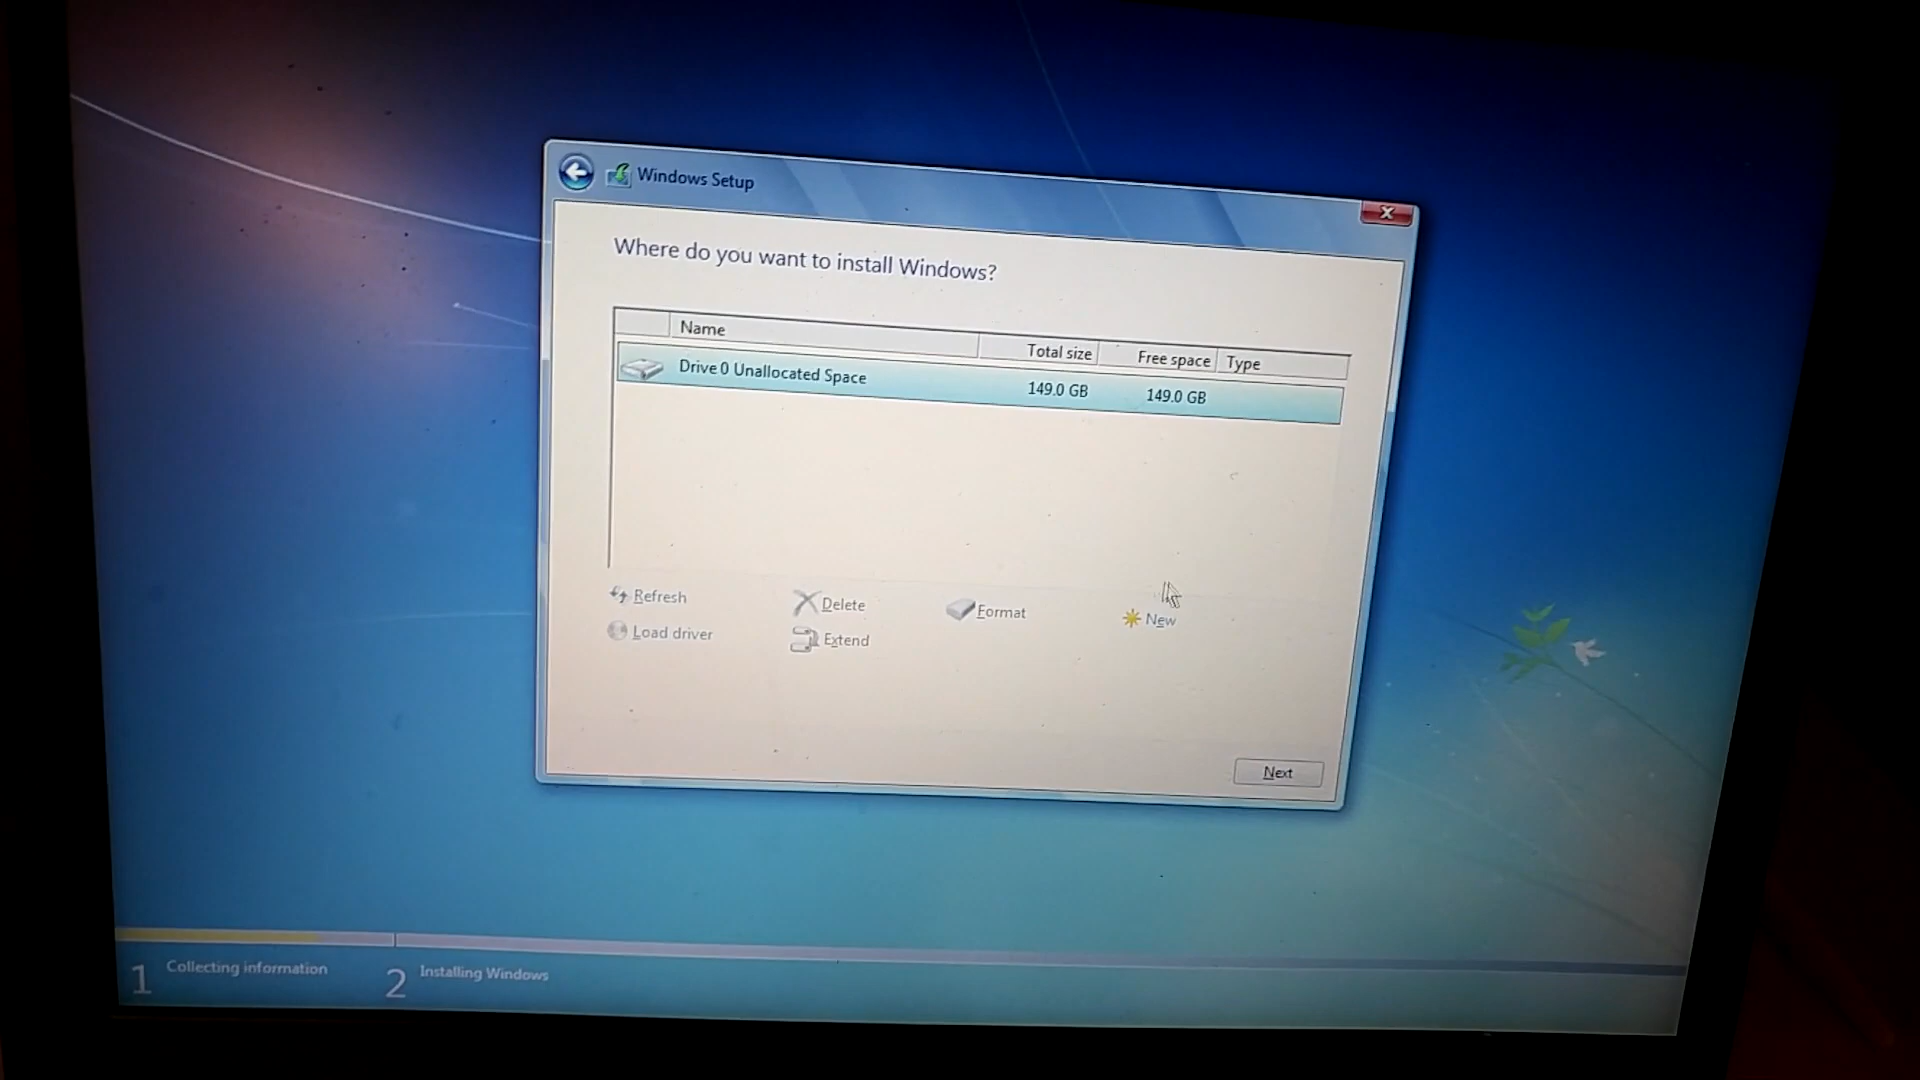 Windows Setup
Where do you want to install Windows?
Name Total size Free space Type
Drive 0 Unallocated Space 149.0 GB 149.0 GB
Refresh Delete Format New
Load driver Extend
Next
1 Collecting information 2 Installing Windows